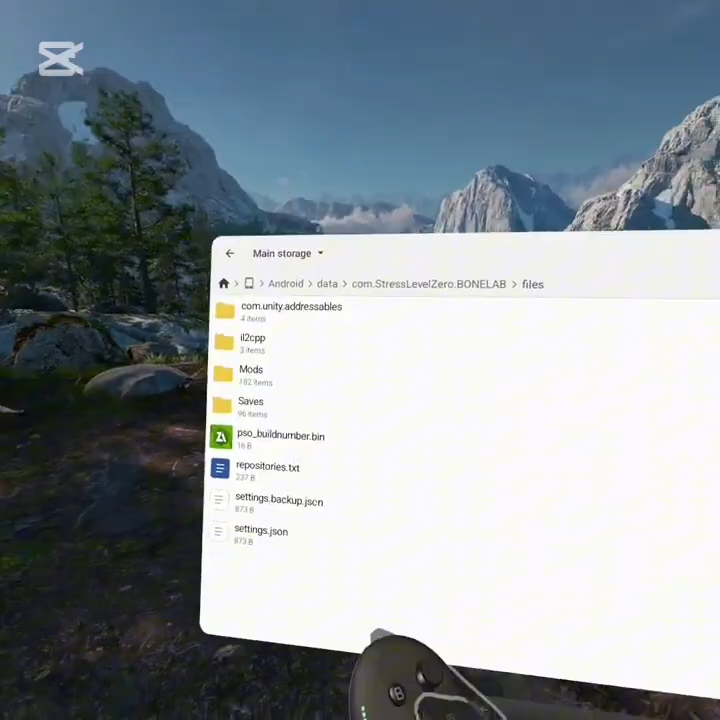 Main storage
Android > data > com.StressLevelZero.BONELAB > files
com.unity.addressables
4 items
il2cpp
3 items
Mods
182 items
Saves
96 items
pso_buildnumber.bin
16 B
repositories.txt
237 B
settings.backup.json
873 B
settings.json
873 B
B